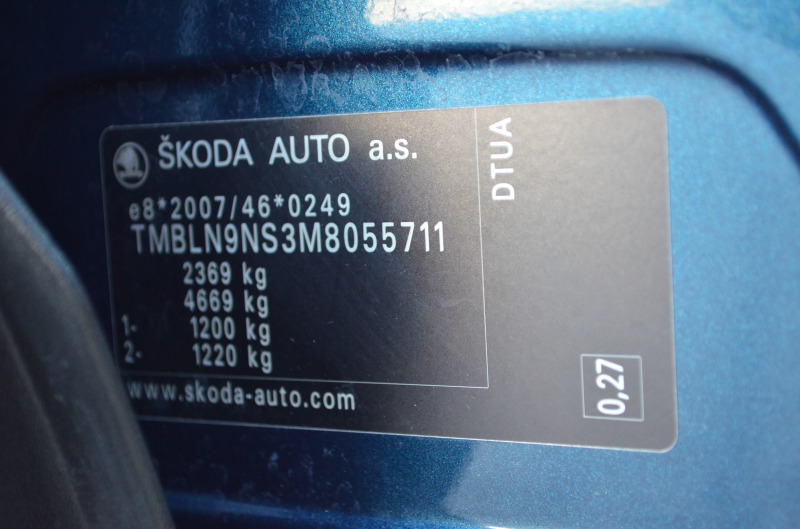 ŠKODA AUTO a.s.
e8*2007/46*0249
TMBLN9NS3M8055711
2369 kg
4669 kg
1- 1200 kg
2- 1220 kg
www.skoda-auto.com
DTUA
0,27